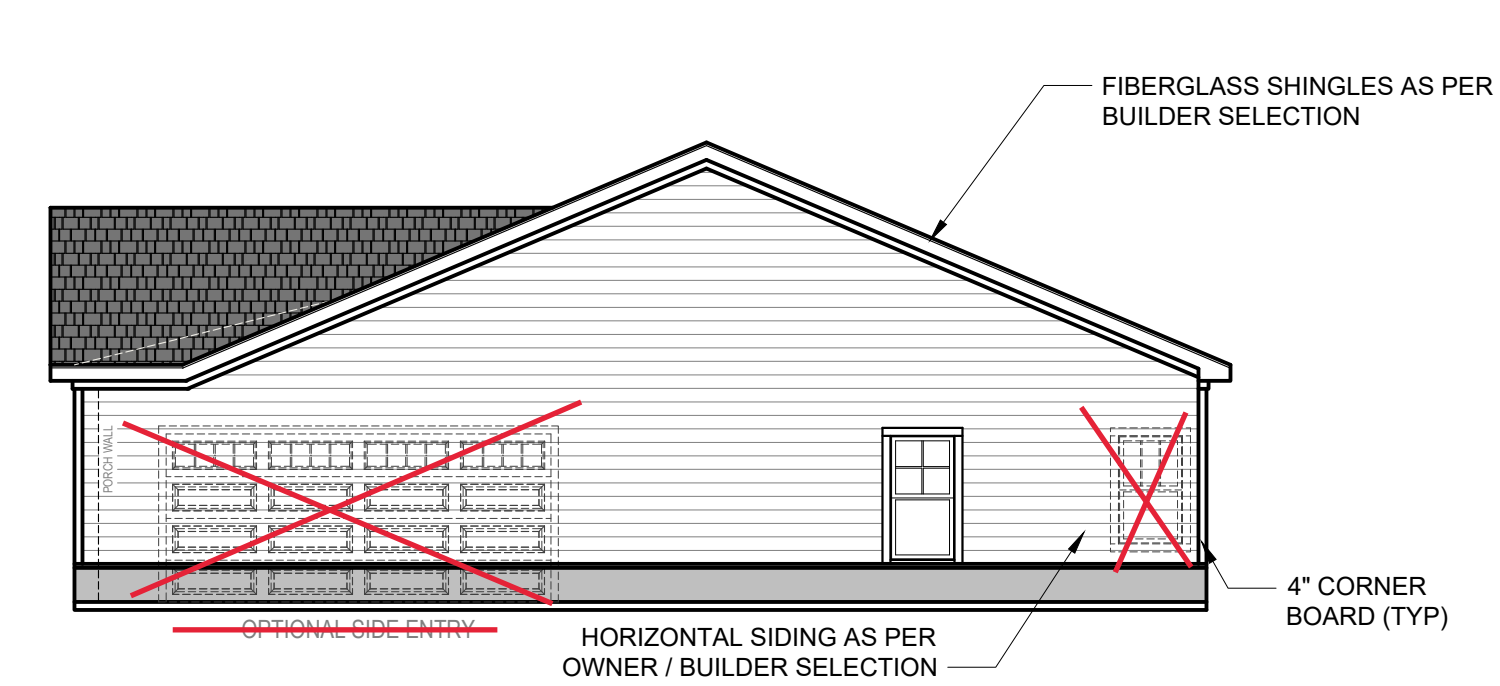 FIBERGLASS SHINGLES AS PER
BUILDER SELECTION
PORCH WALL
4" CORNER
BOARD (TYP)
OPTIONAL SIDE ENTRY
HORIZONTAL SIDING AS PER
OWNER / BUILDER SELECTION